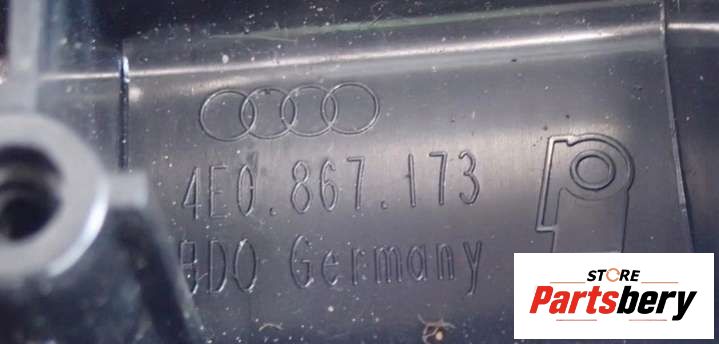 4E0.867.173
BDO Germany
STORE
Partsbery